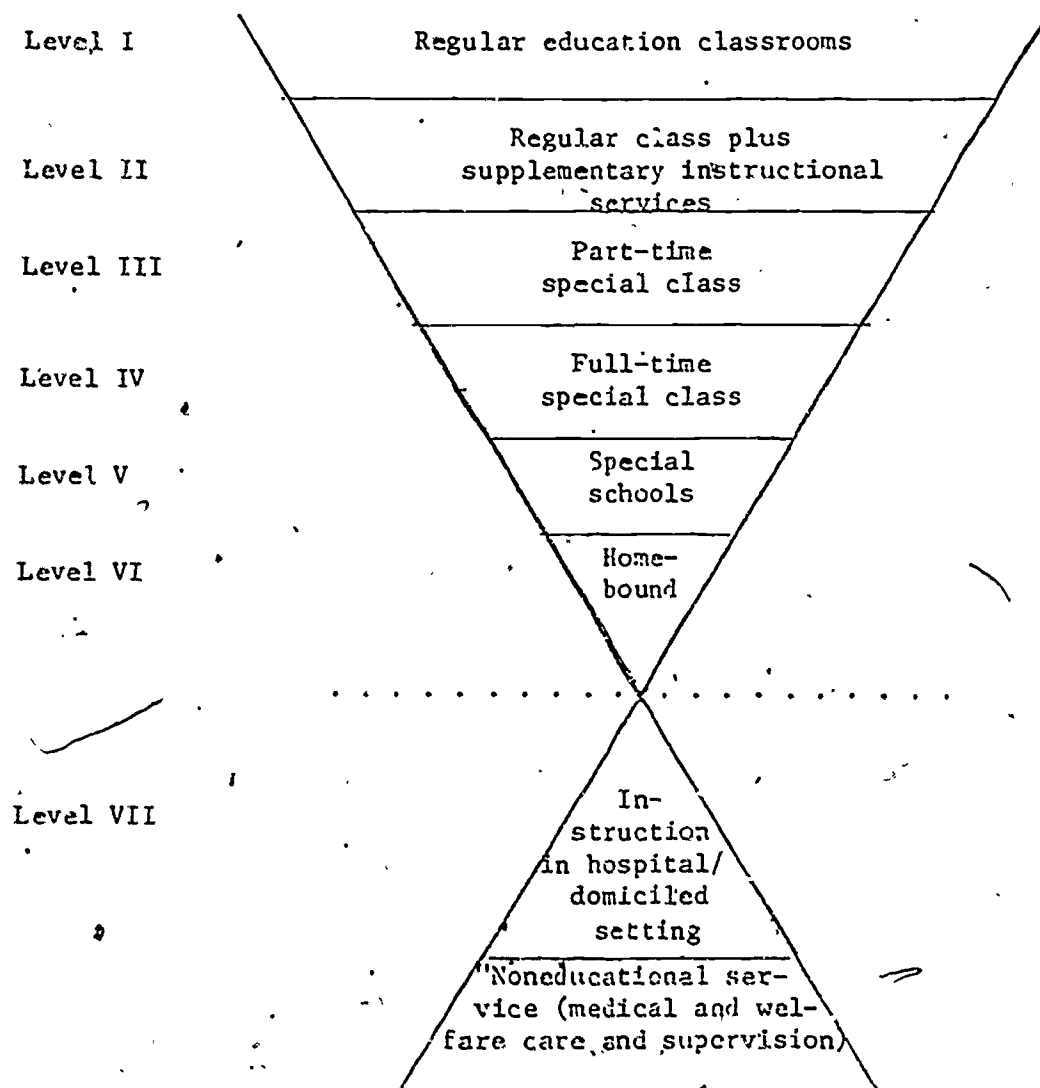 Level I Regular education classrooms
Level II Regular class plus
supplementary instructional
services
Level III Part-time
special class
Level IV Full-time
special class
Level V Special
schools
Level VI Home-
bound
Level VII In-
struction
in hospital/
domiciled
setting
"Noneducational ser-
vice (medical and wel-
fare care and supervision)